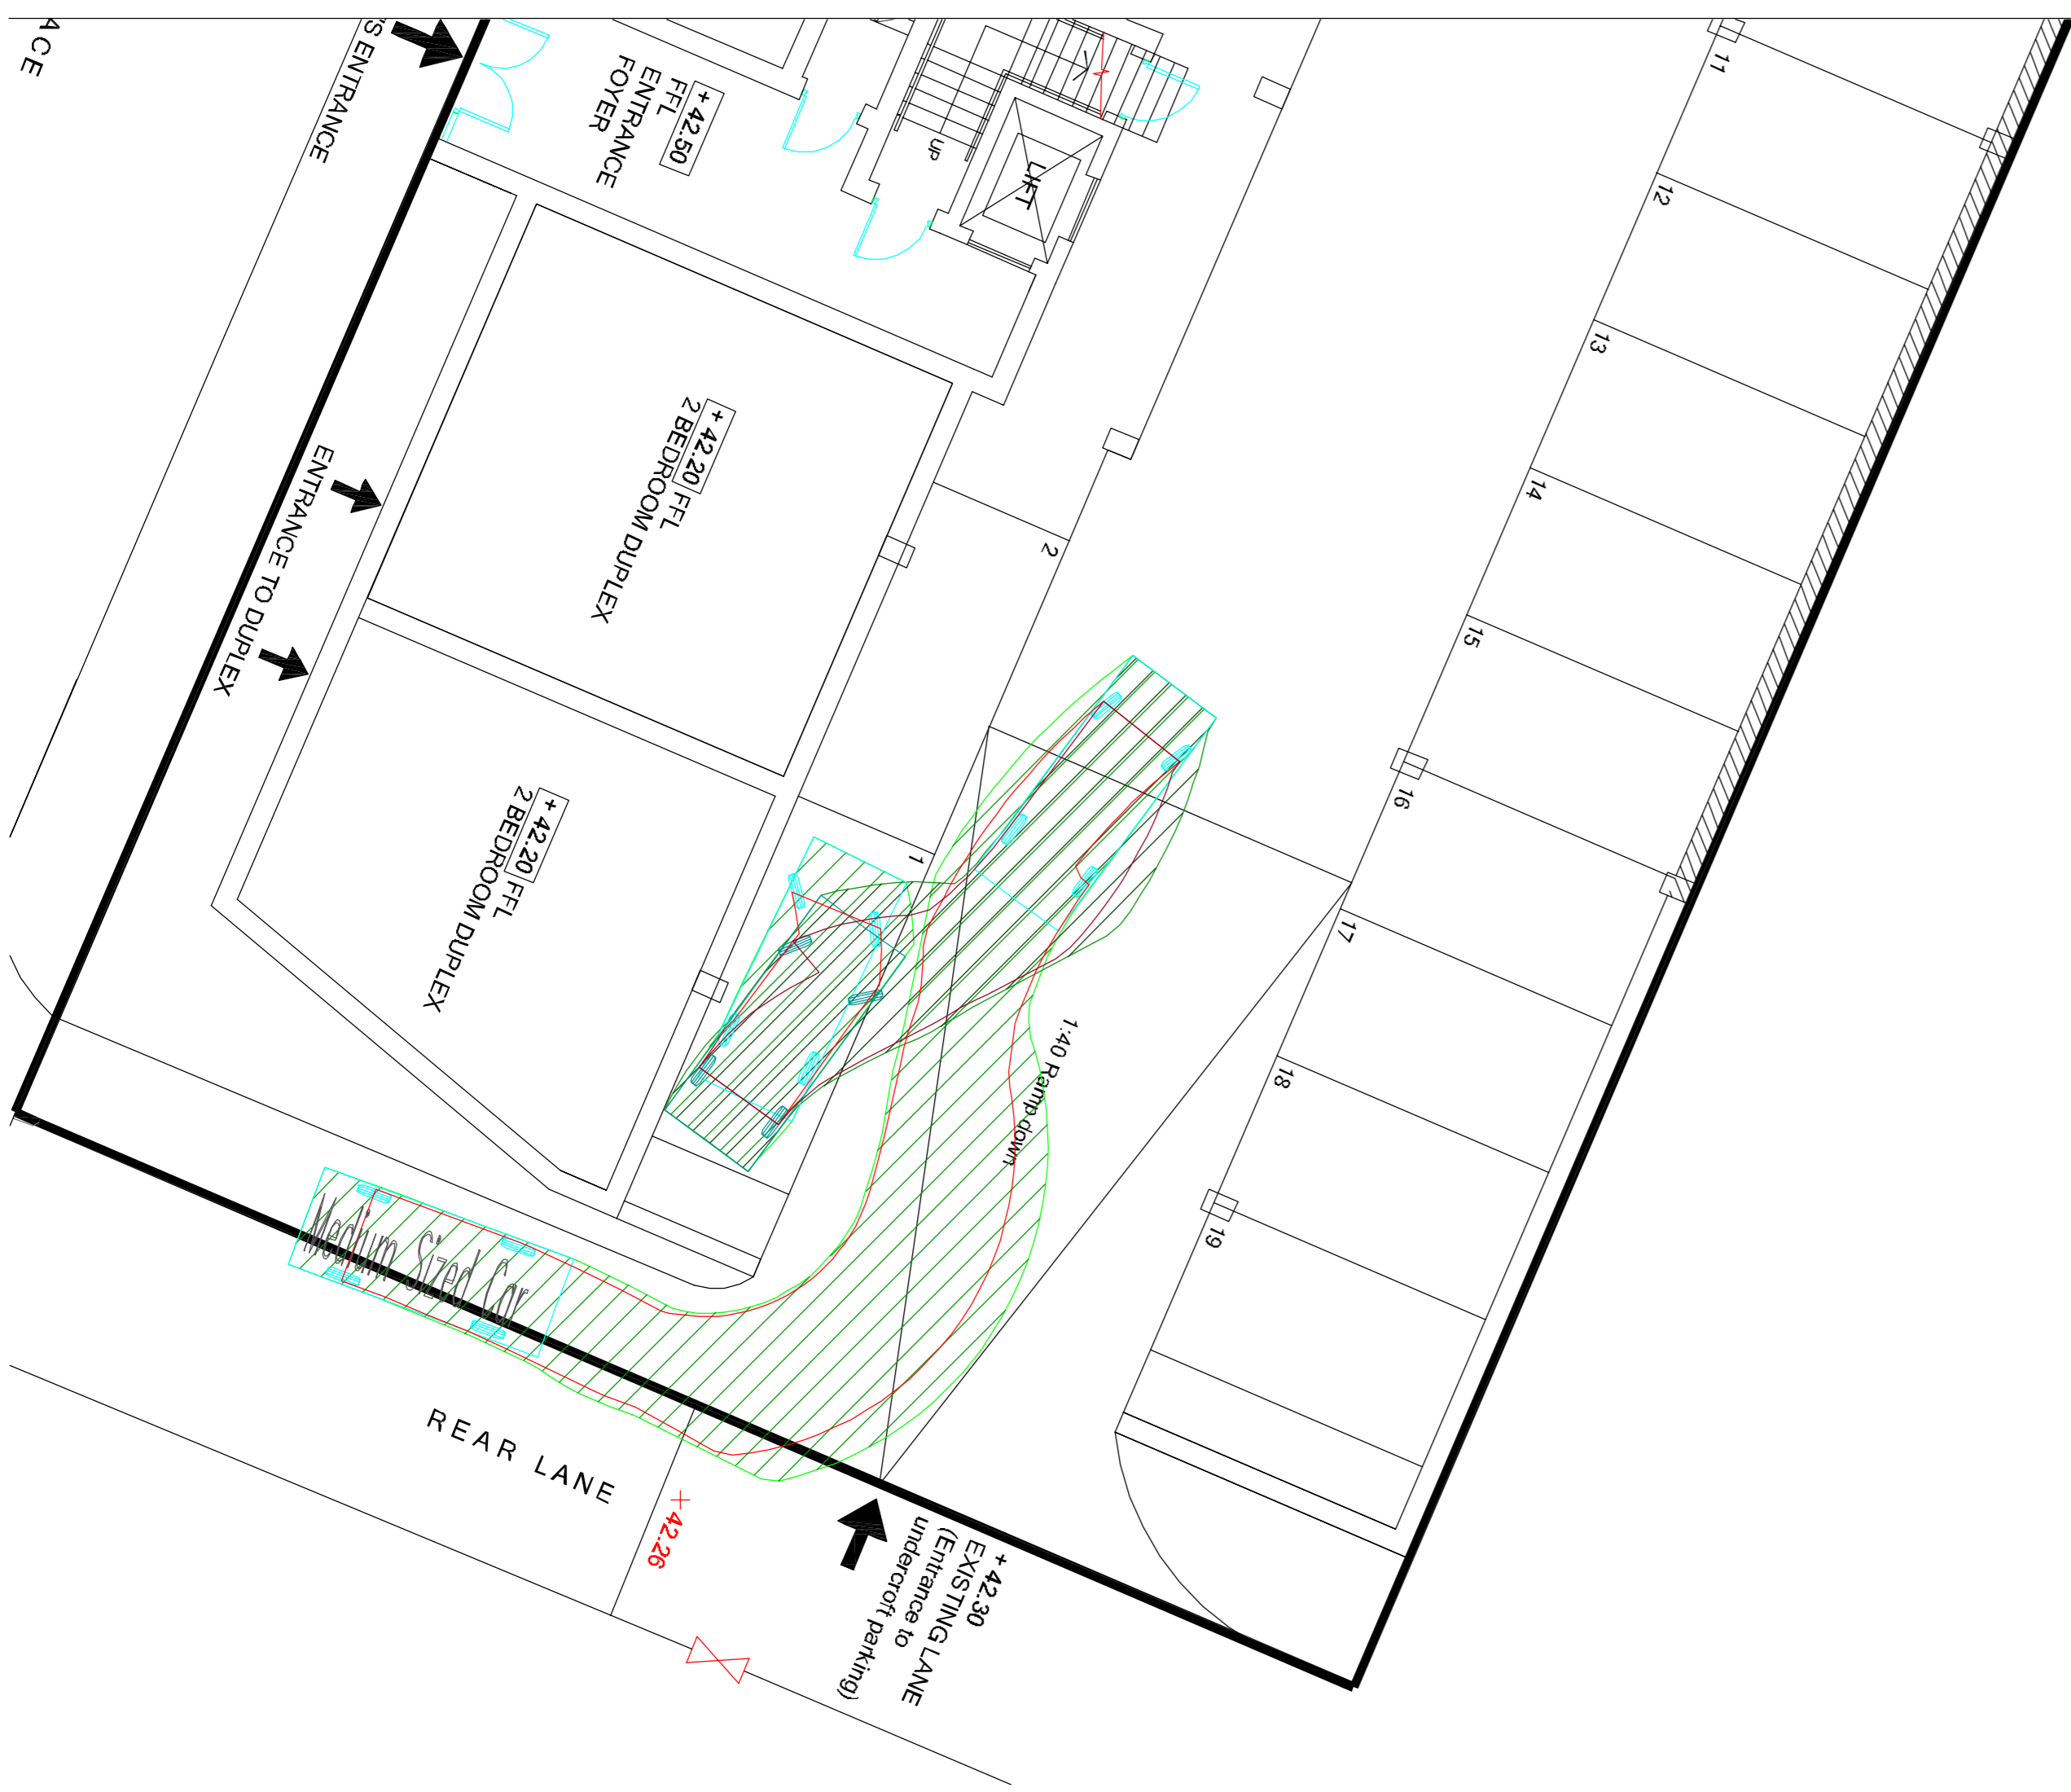 ACE
S ENTRANCE
+ 42.50
FFL
ENTRANCE
FOYER
UP
LIFT
11
12
13
14
15
16
17
18
19
+ 42.20 FFL
2 BEDROOM DUPLEX
2
ENTRANCE TO DUPLEX
+ 42.20 FFL
2 BEDROOM DUPLEX
1
1:40 Ramp down
Medium Sized Car
REAR LANE
+ 42.26
+ 42.30
EXISTING LANE
(Entrance to
undercroft parking)